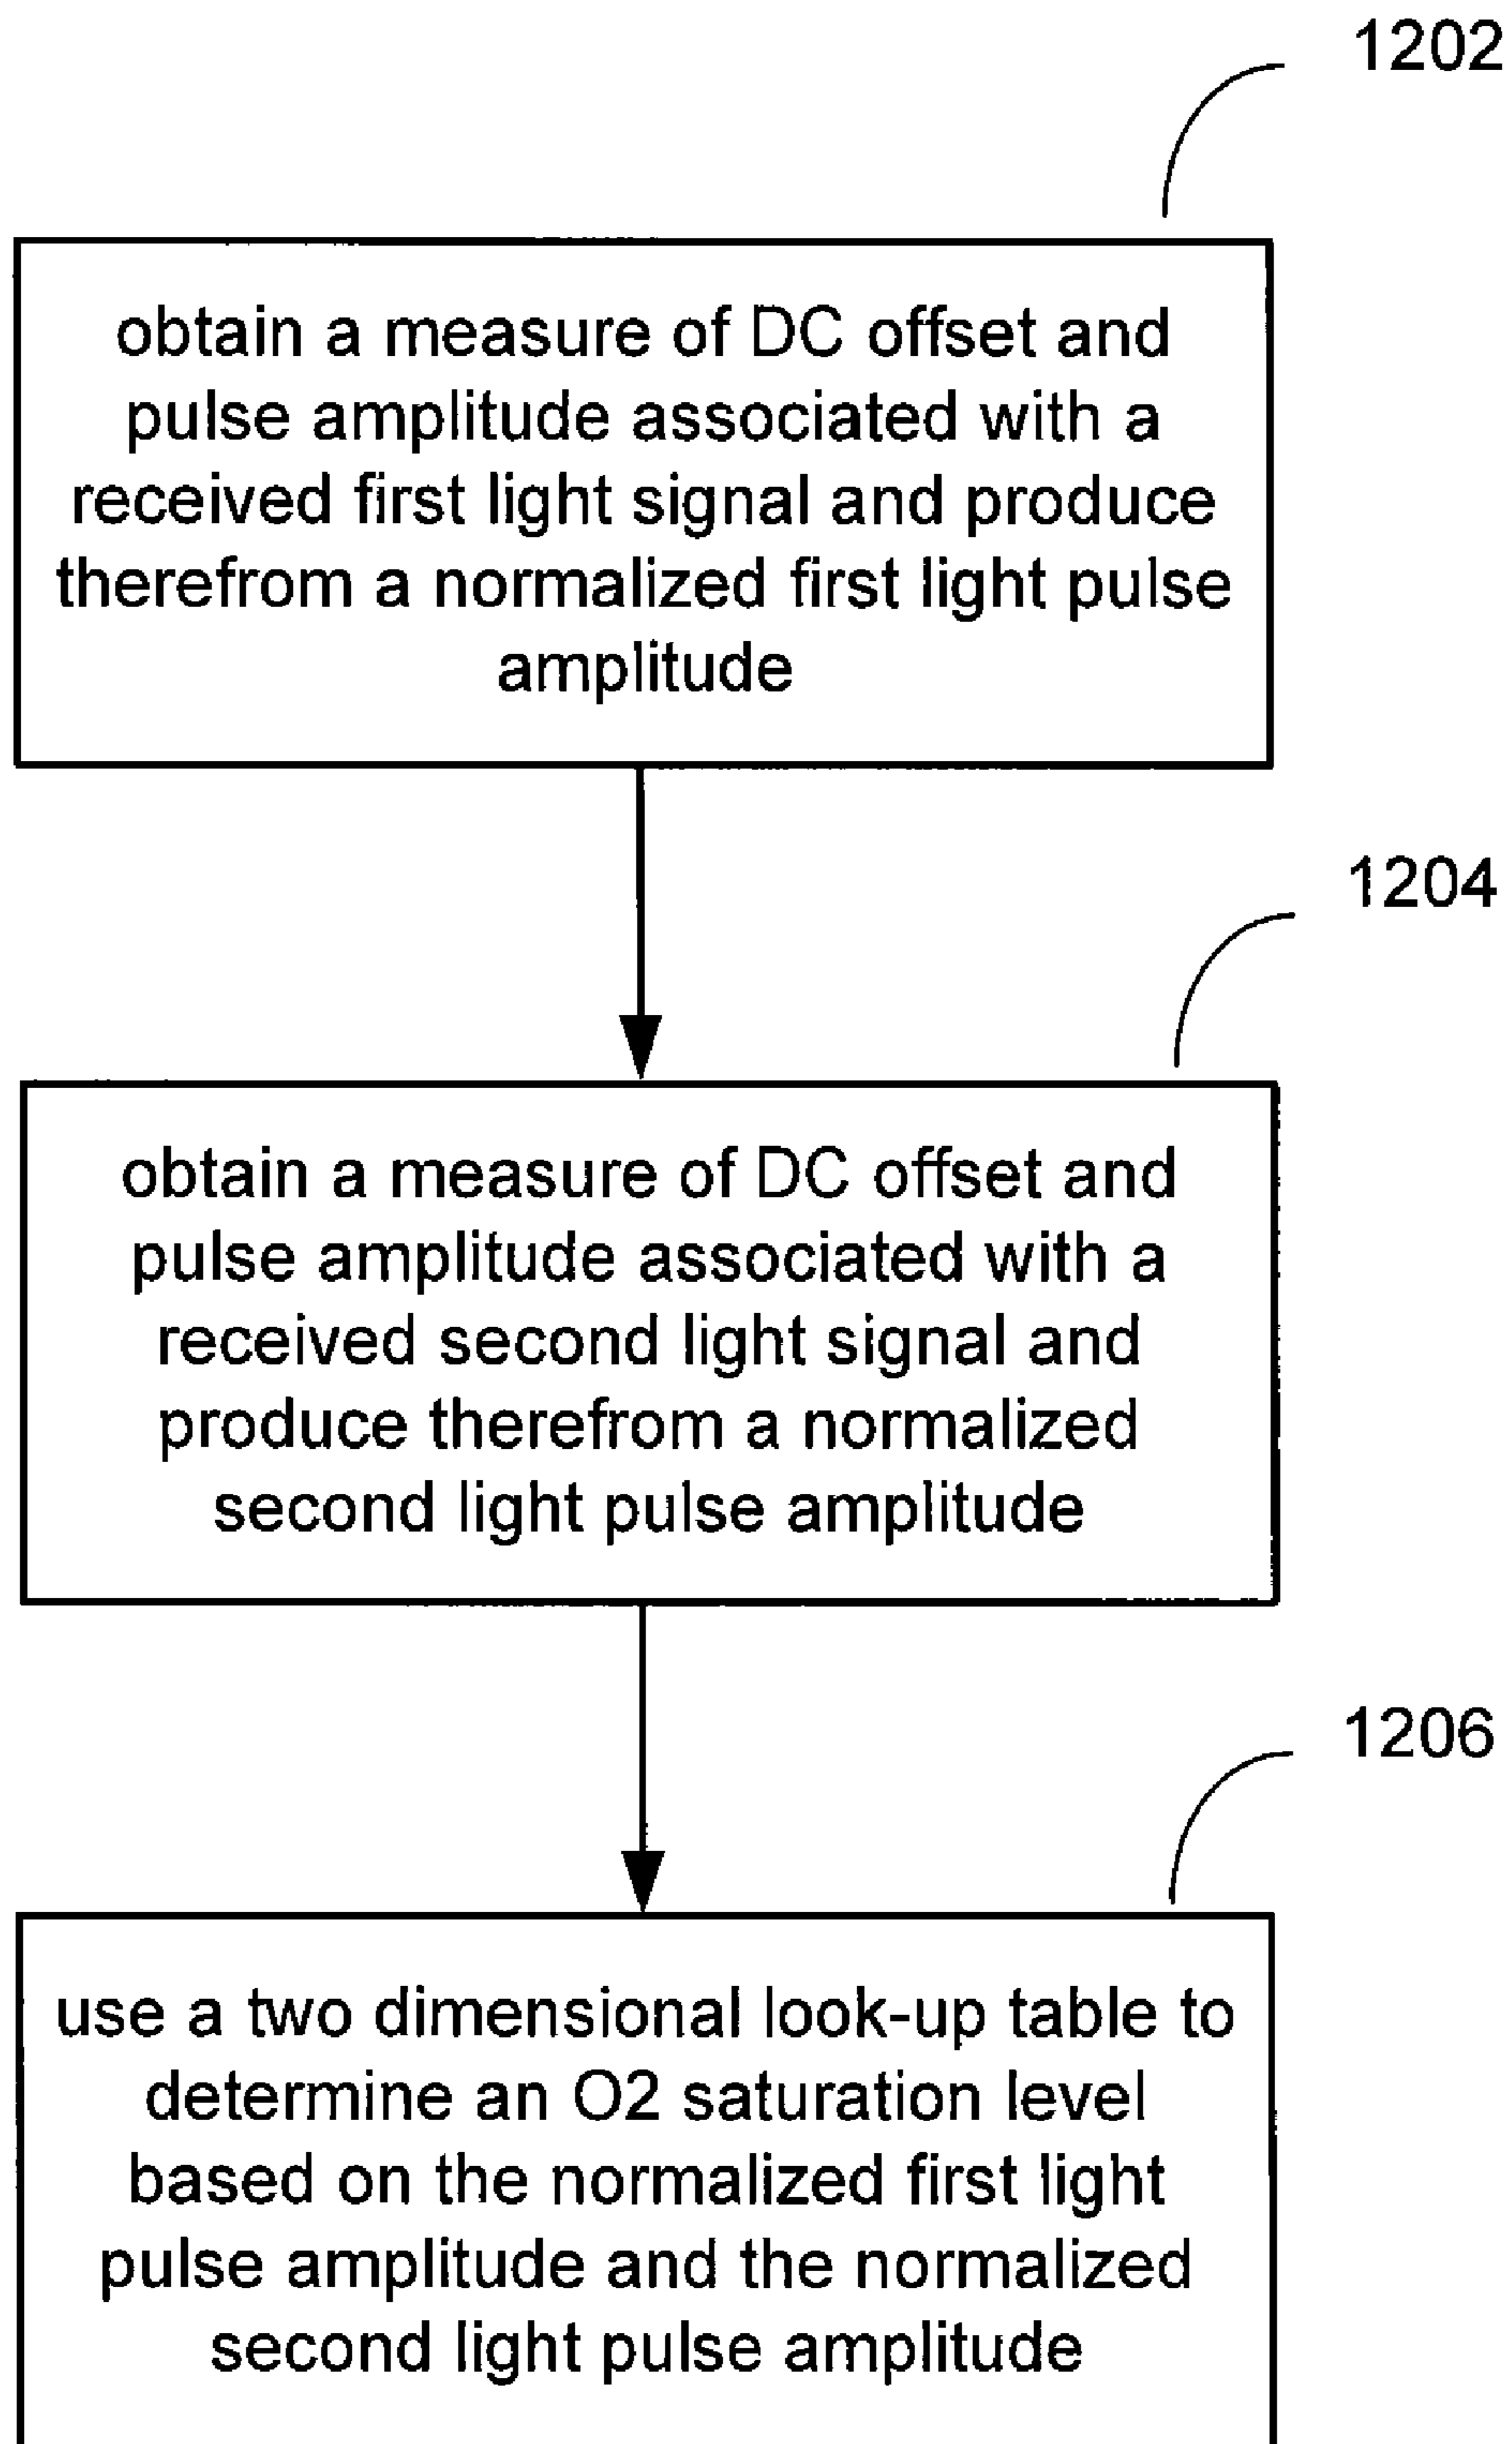 1202
obtain a measure of DC offset and
pulse amplitude associated with a
received first light signal and produce
therefrom a normalized first light pulse
amplitude
1204
obtain a measure of DC offset and
pulse amplitude associated with a
received second light signal and
produce therefrom a normalized
second light pulse amplitude
1206
use a two dimensional look-up table to
determine an O2 saturation level
based on the normalized first light
pulse amplitude and the normalized
second light pulse amplitude